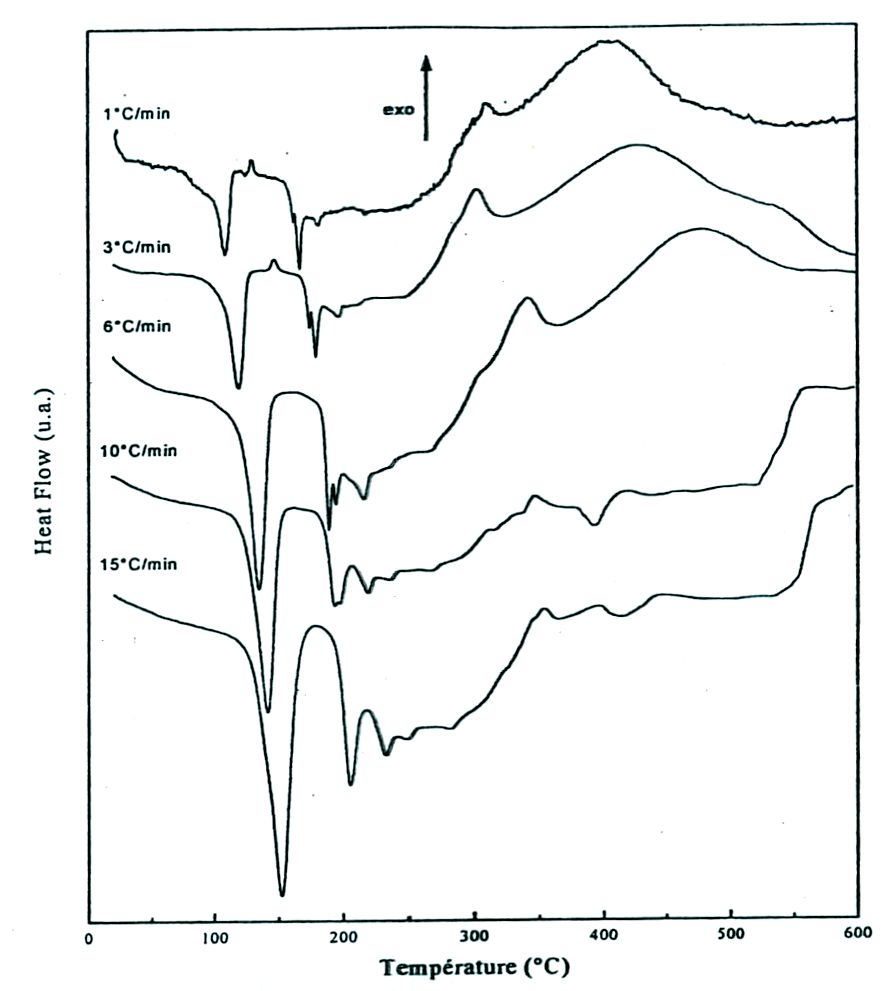 1°C/min
exo
3°C/min
6°C/min
10°C/min
15°C/min
Heat Flow (u.a.)
0 100 200 300 400 500 600
Température (°C)